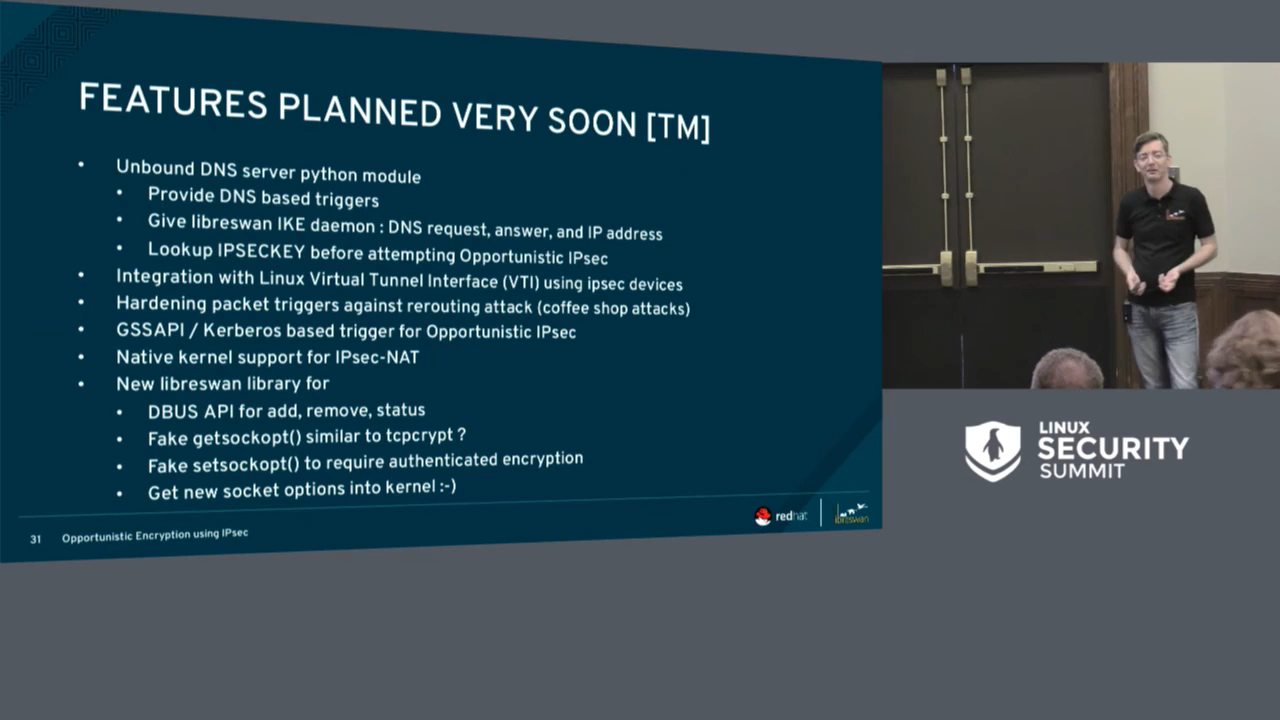 FEATURES PLANNED VERY SOON [TM]
• Unbound DNS server python module
• Provide DNS based triggers
• Give libreswan IKE daemon : DNS request, answer, and IP address
• Lookup IPSECKEY before attempting Opportunistic IPsec
• Integration with Linux Virtual Tunnel Interface (VTI) using ipsec devices
• Hardening packet triggers against rerouting attack (coffee shop attacks)
• GSSAPI / Kerberos based trigger for Opportunistic IPsec
• Native kernel support for IPsec-NAT
• New libreswan library for
• DBUS API for add, remove, status
• Fake getsockopt() similar to tcpcrypt ?
• Fake setsockopt() to require authenticated encryption
• Get new socket options into kernel :-)
31 Opportunistic Encryption using IPsec
redhat
libreswan
LINUX
SECURITY
SUMMIT